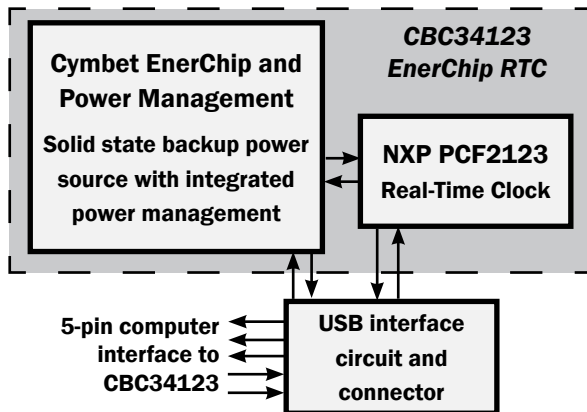 Cymbet EnerChip and
Power Management
Solid state backup power
source with integrated
power management
CBC34123
EnerChip RTC
NXP PCF2123
Real-Time Clock
5-pin computer
interface to
CBC34123
USB interface
circuit and
connector